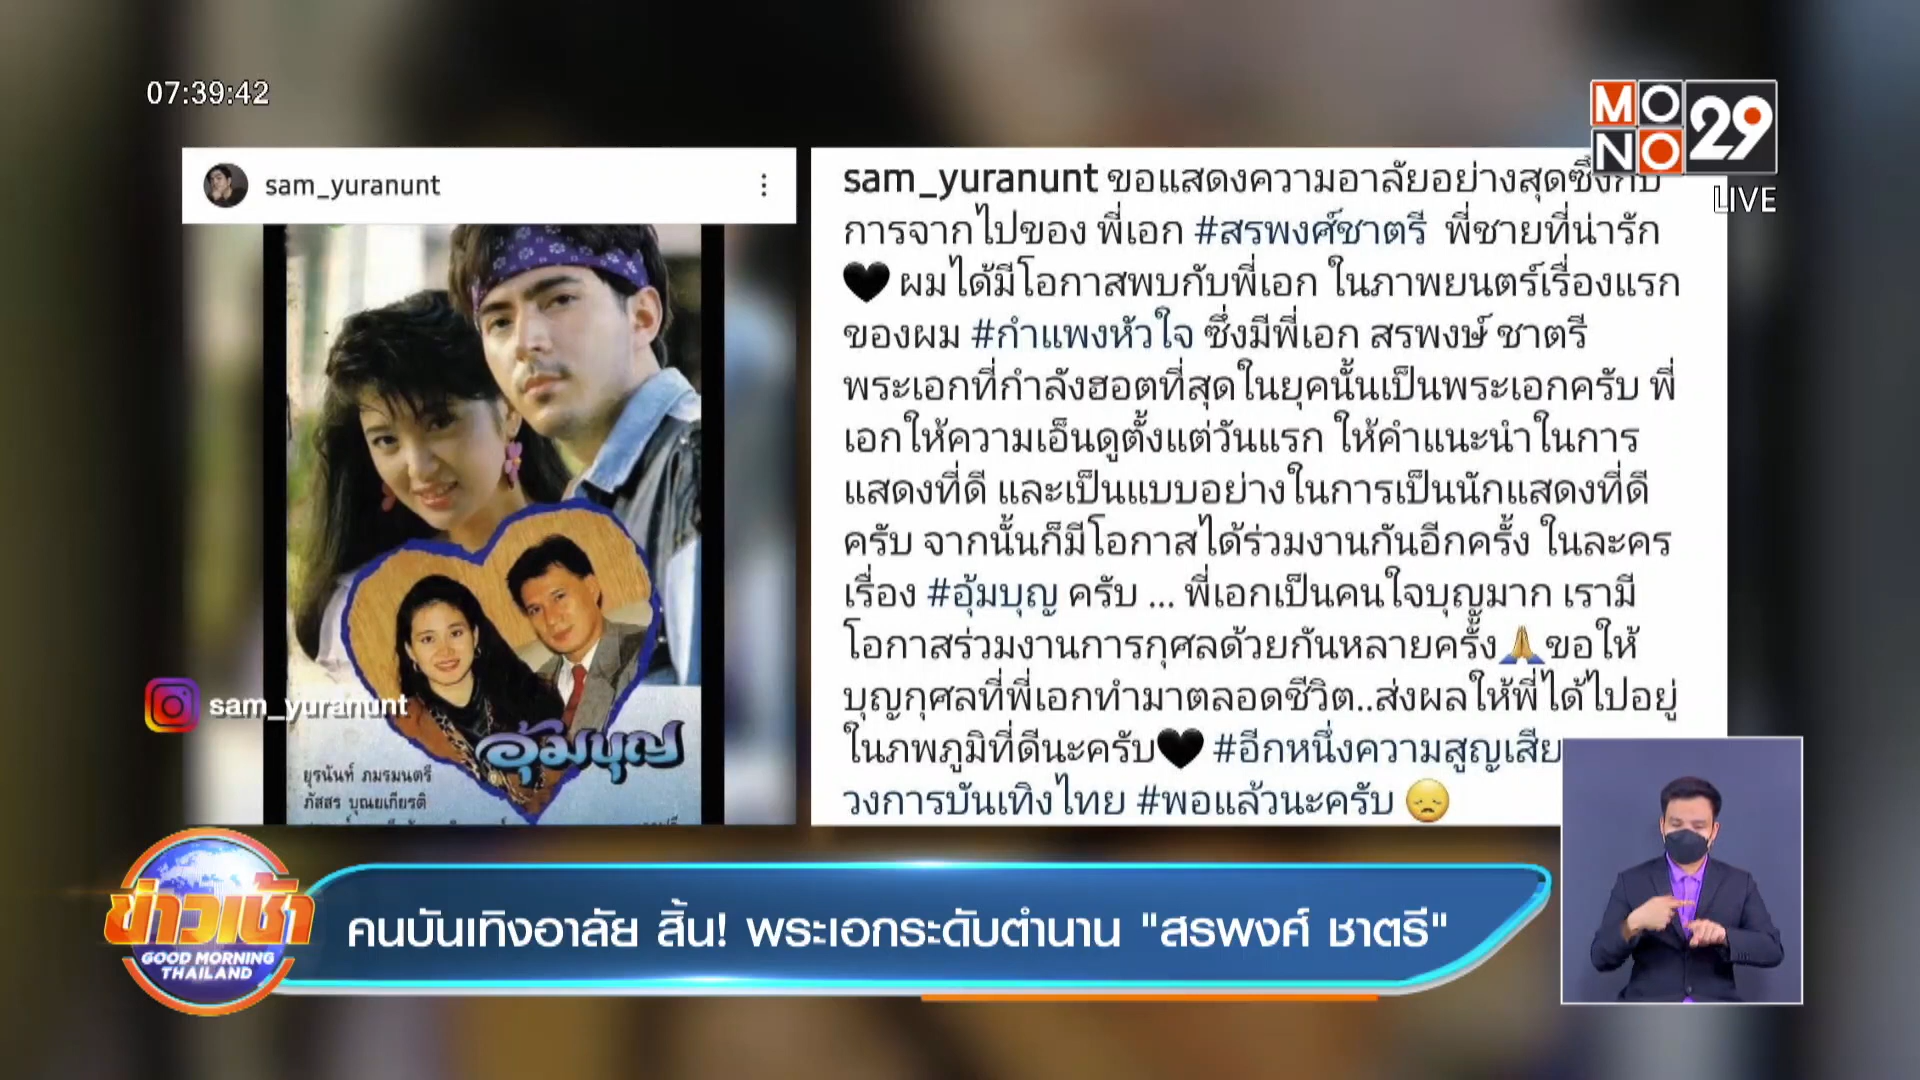 07:39:42
MONO 29
LIVE
sam_yuranunt
sam_yuranunt ขอแสดงความอาลัยอย่างสุดซึ้งกับ
การจากไปของ พี่เอก #สรพงศ์ชาตรี พี่ชายที่น่ารัก
🖤 ผมได้มีโอกาสพบกับพี่เอก ในภาพยนตร์เรื่องแรก
ของผม #กำแพงหัวใจ ซึ่งมีพี่เอก สรพงษ์ ชาตรี
พระเอกที่กำลังฮอตที่สุดในยุคนั้นเป็นพระเอกครับ พี่
เอกให้ความเอ็นดูตั้งแต่วันแรก ให้คำแนะนำในการ
แสดงที่ดี และเป็นแบบอย่างในการเป็นนักแสดงที่ดี
ครับ จากนั้นก็มีโอกาสได้ร่วมงานกันอีกครั้ง ในละคร
เรื่อง #อุ้มบุญ ครับ ... พี่เอกเป็นคนใจบุญมาก เรามี
โอกาสร่วมงานการกุศลด้วยกันหลายครั้ง🙏ขอให้
บุญกุศลที่พี่เอกทำมาตลอดชีวิต..ส่งผลให้พี่ได้ไปอยู่
ในภพภูมิที่ดีนะครับ🖤 #อีกหนึ่งความสูญเสีย
วงการบันเทิงไทย #พอแล้วนะครับ 😞
sam_yuranunt
อุ้มบุญ
ยุรนันท์ ภมรมนตรี
ภัสสร บุณยเกียรติ
ข่าวเช้า
GOOD MORNING
THAILAND
คนบันเทิงอาลัย สิ้น! พระเอกระดับตำนาน "สรพงศ์ ชาตรี"